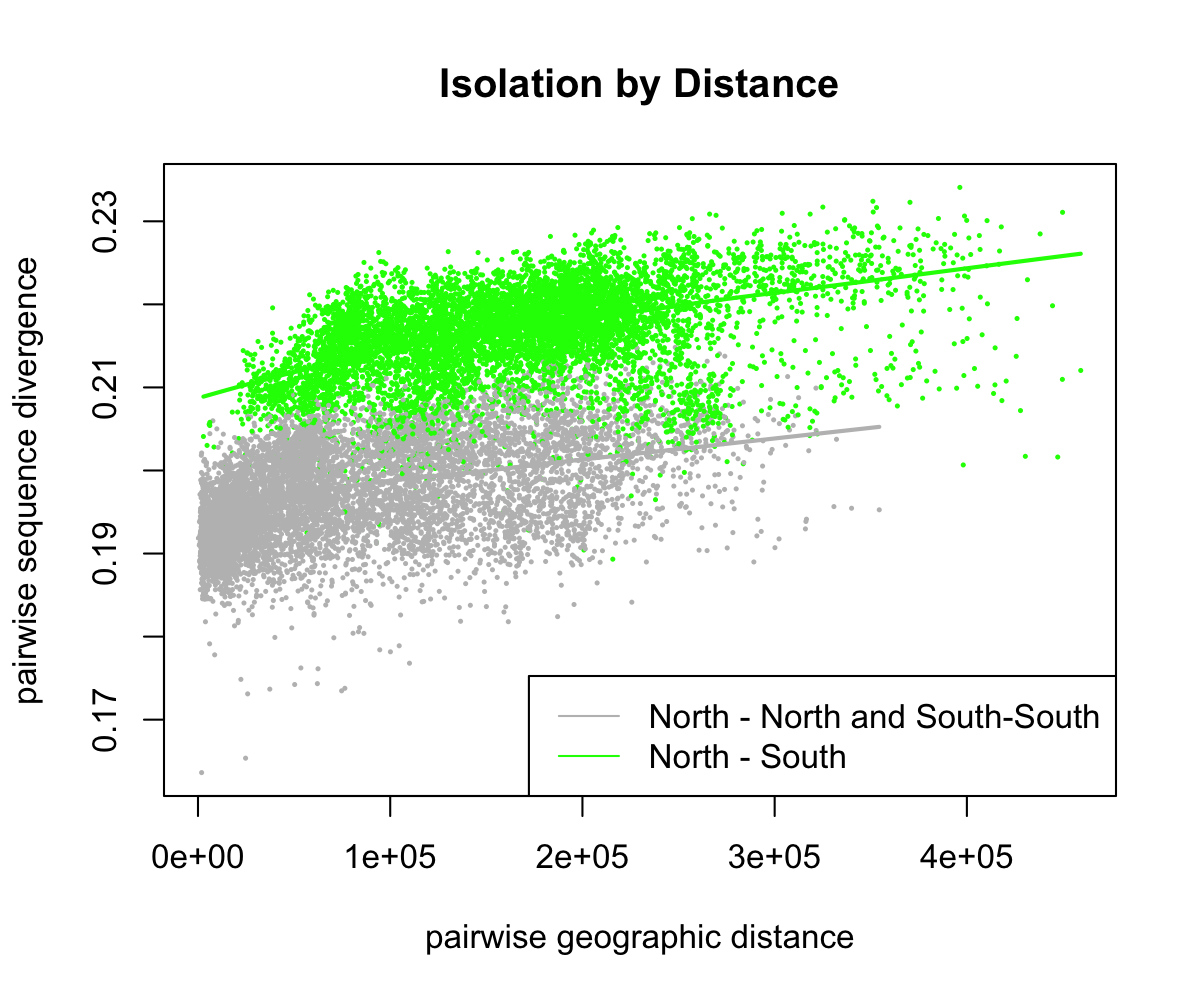 Isolation by Distance
pairwise sequence divergence
0.23
0.21
0.19
0.17
North - North and South-South
North - South
0e+00 1e+05 2e+05 3e+05 4e+05
pairwise geographic distance